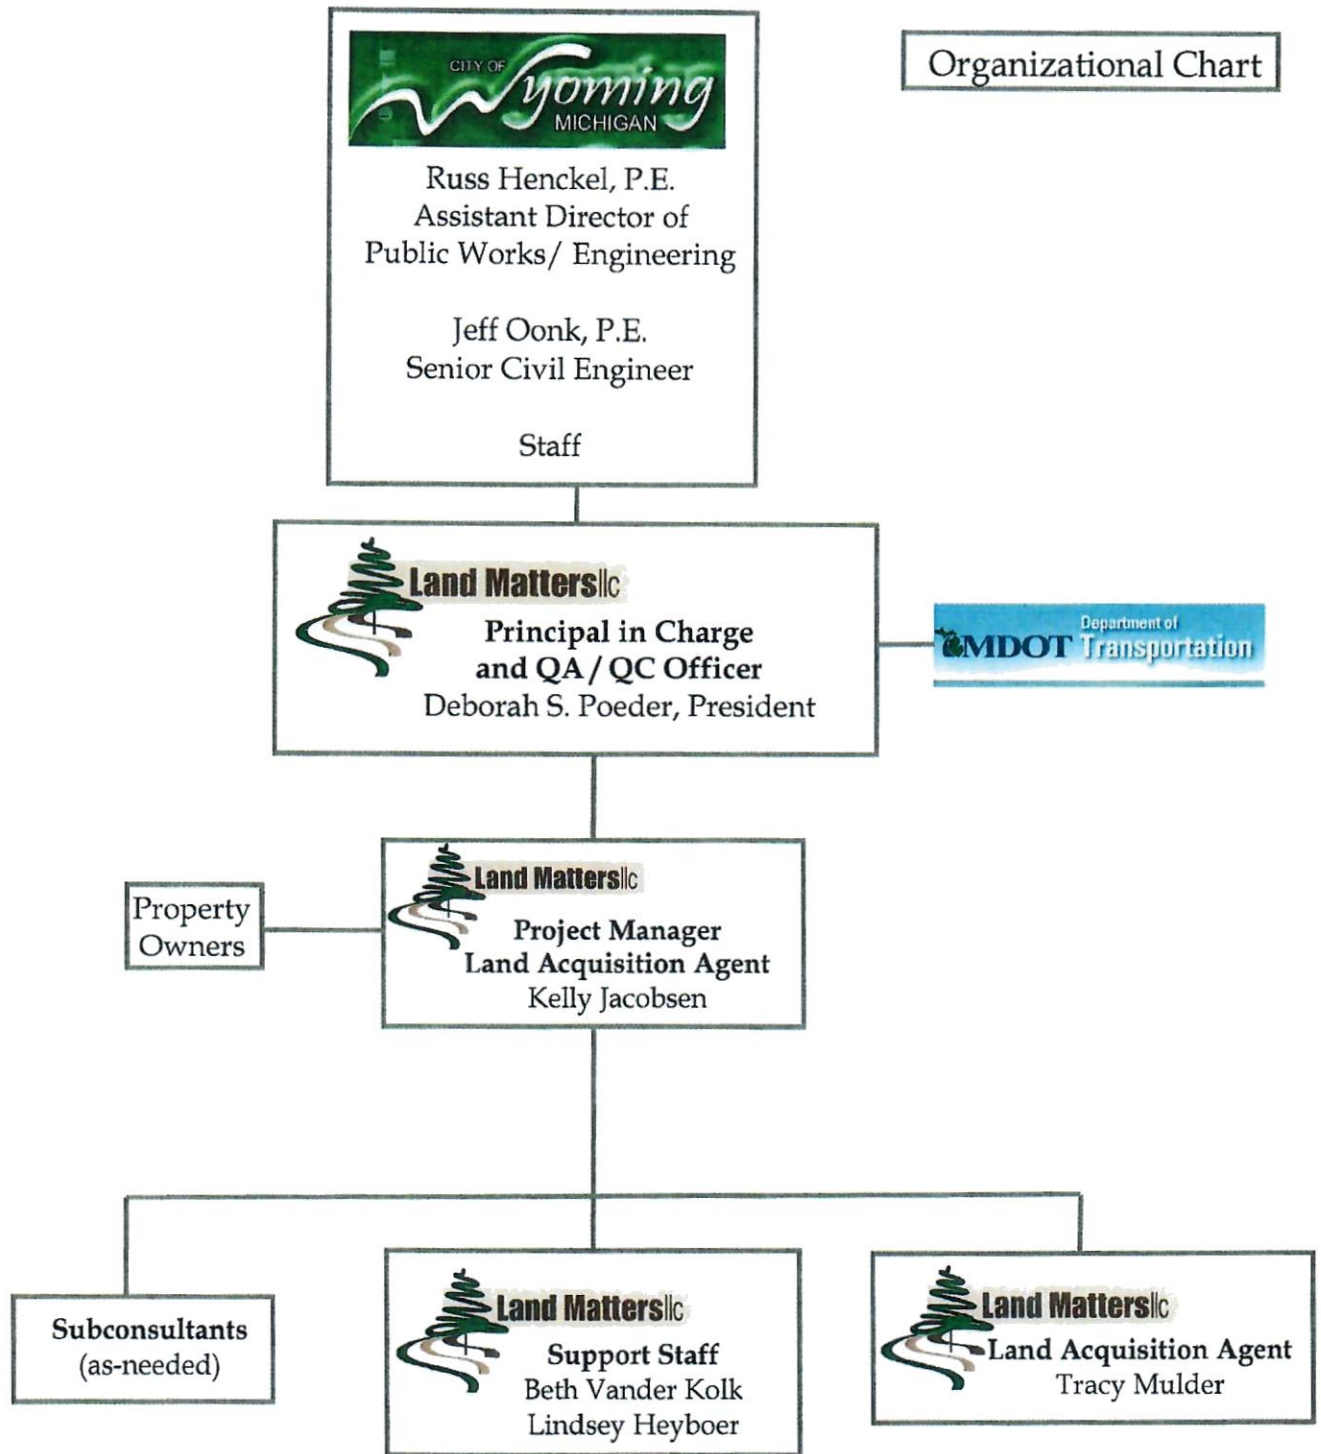 Organizational Chart
CITY OF
Wyoming
MICHIGAN
Russ Henckel, P.E.
Assistant Director of
Public Works/ Engineering
Jeff Oonk, P.E.
Senior Civil Engineer
Staff
Land Matters llc
Principal in Charge
and QA / QC Officer
Deborah S. Poeder, President
MDOT
Department of
Transportation
Property
Owners
Land Matters llc
Project Manager
Land Acquisition Agent
Kelly Jacobsen
Subconsultants
(as-needed)
Land Matters llc
Support Staff
Beth Vander Kolk
Lindsey Heyboer
Land Matters llc
Land Acquisition Agent
Tracy Mulder